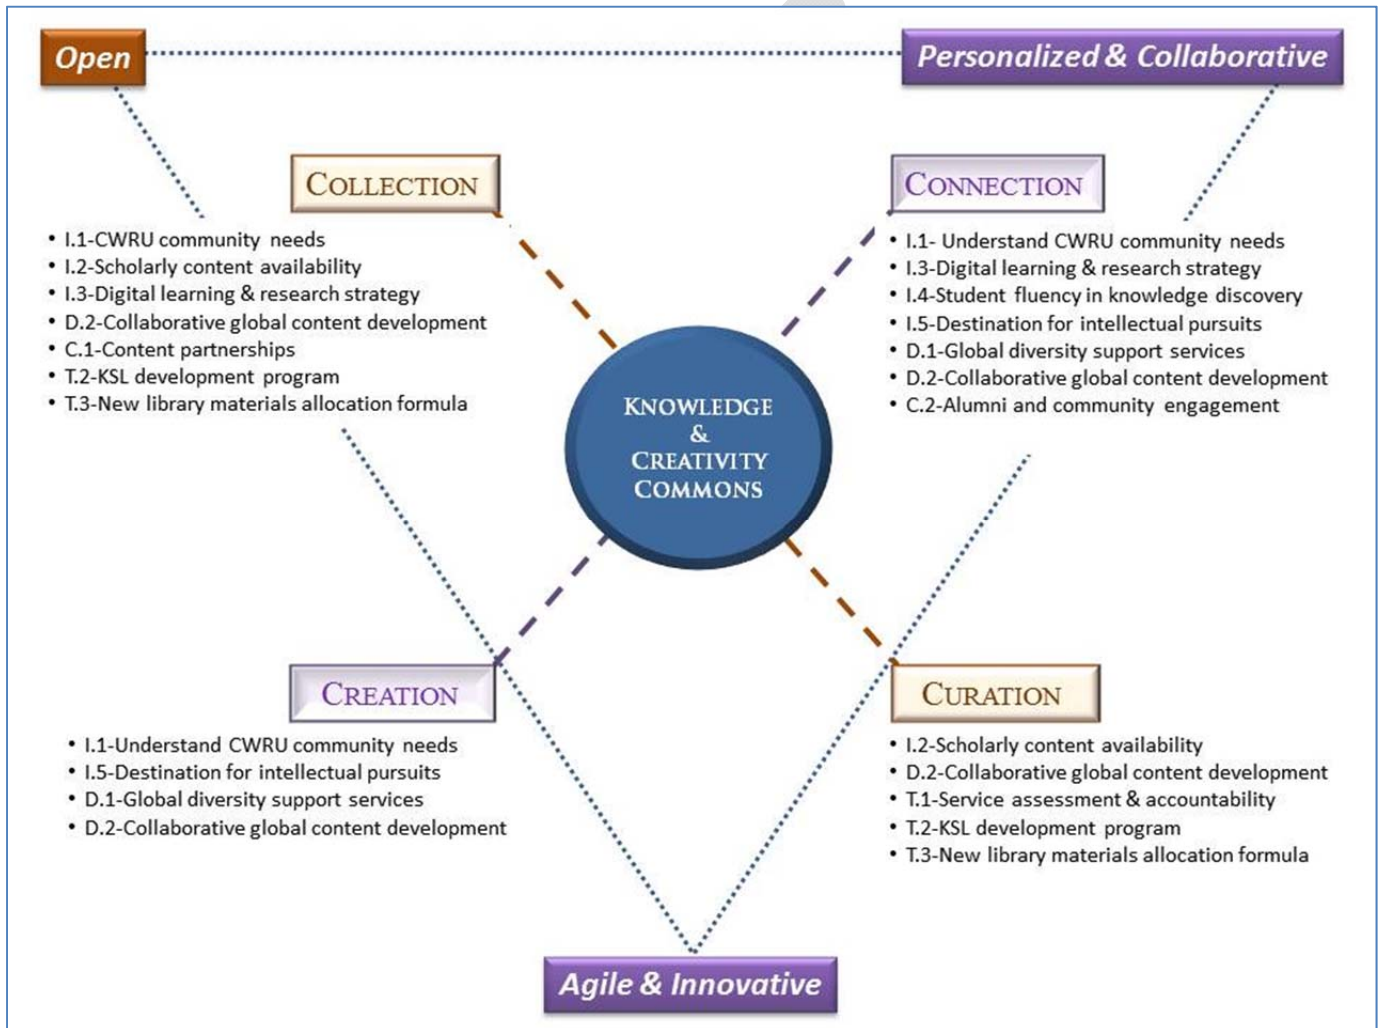 Open
Personalized & Collaborative
COLLECTION
• I.1-CWRU community needs
• I.2-Scholarly content availability
• I.3-Digital learning & research strategy
• D.2-Collaborative global content development
• C.1-Content partnerships
• T.2-KSL development program
• T.3-New library materials allocation formula
CONNECTION
• I.1- Understand CWRU community needs
• I.3-Digital learning & research strategy
• I.4-Student fluency in knowledge discovery
• I.5-Destination for intellectual pursuits
• D.1-Global diversity support services
• D.2-Collaborative global content development
• C.2-Alumni and community engagement
KNOWLEDGE
&
CREATIVITY
COMMONS
CREATION
• I.1-Understand CWRU community needs
• I.5-Destination for intellectual pursuits
• D.1-Global diversity support services
• D.2-Collaborative global content development
CURATION
• I.2-Scholarly content availability
• D.2-Collaborative global content development
• T.1-Service assessment & accountability
• T.2-KSL development program
• T.3-New library materials allocation formula
Agile & Innovative